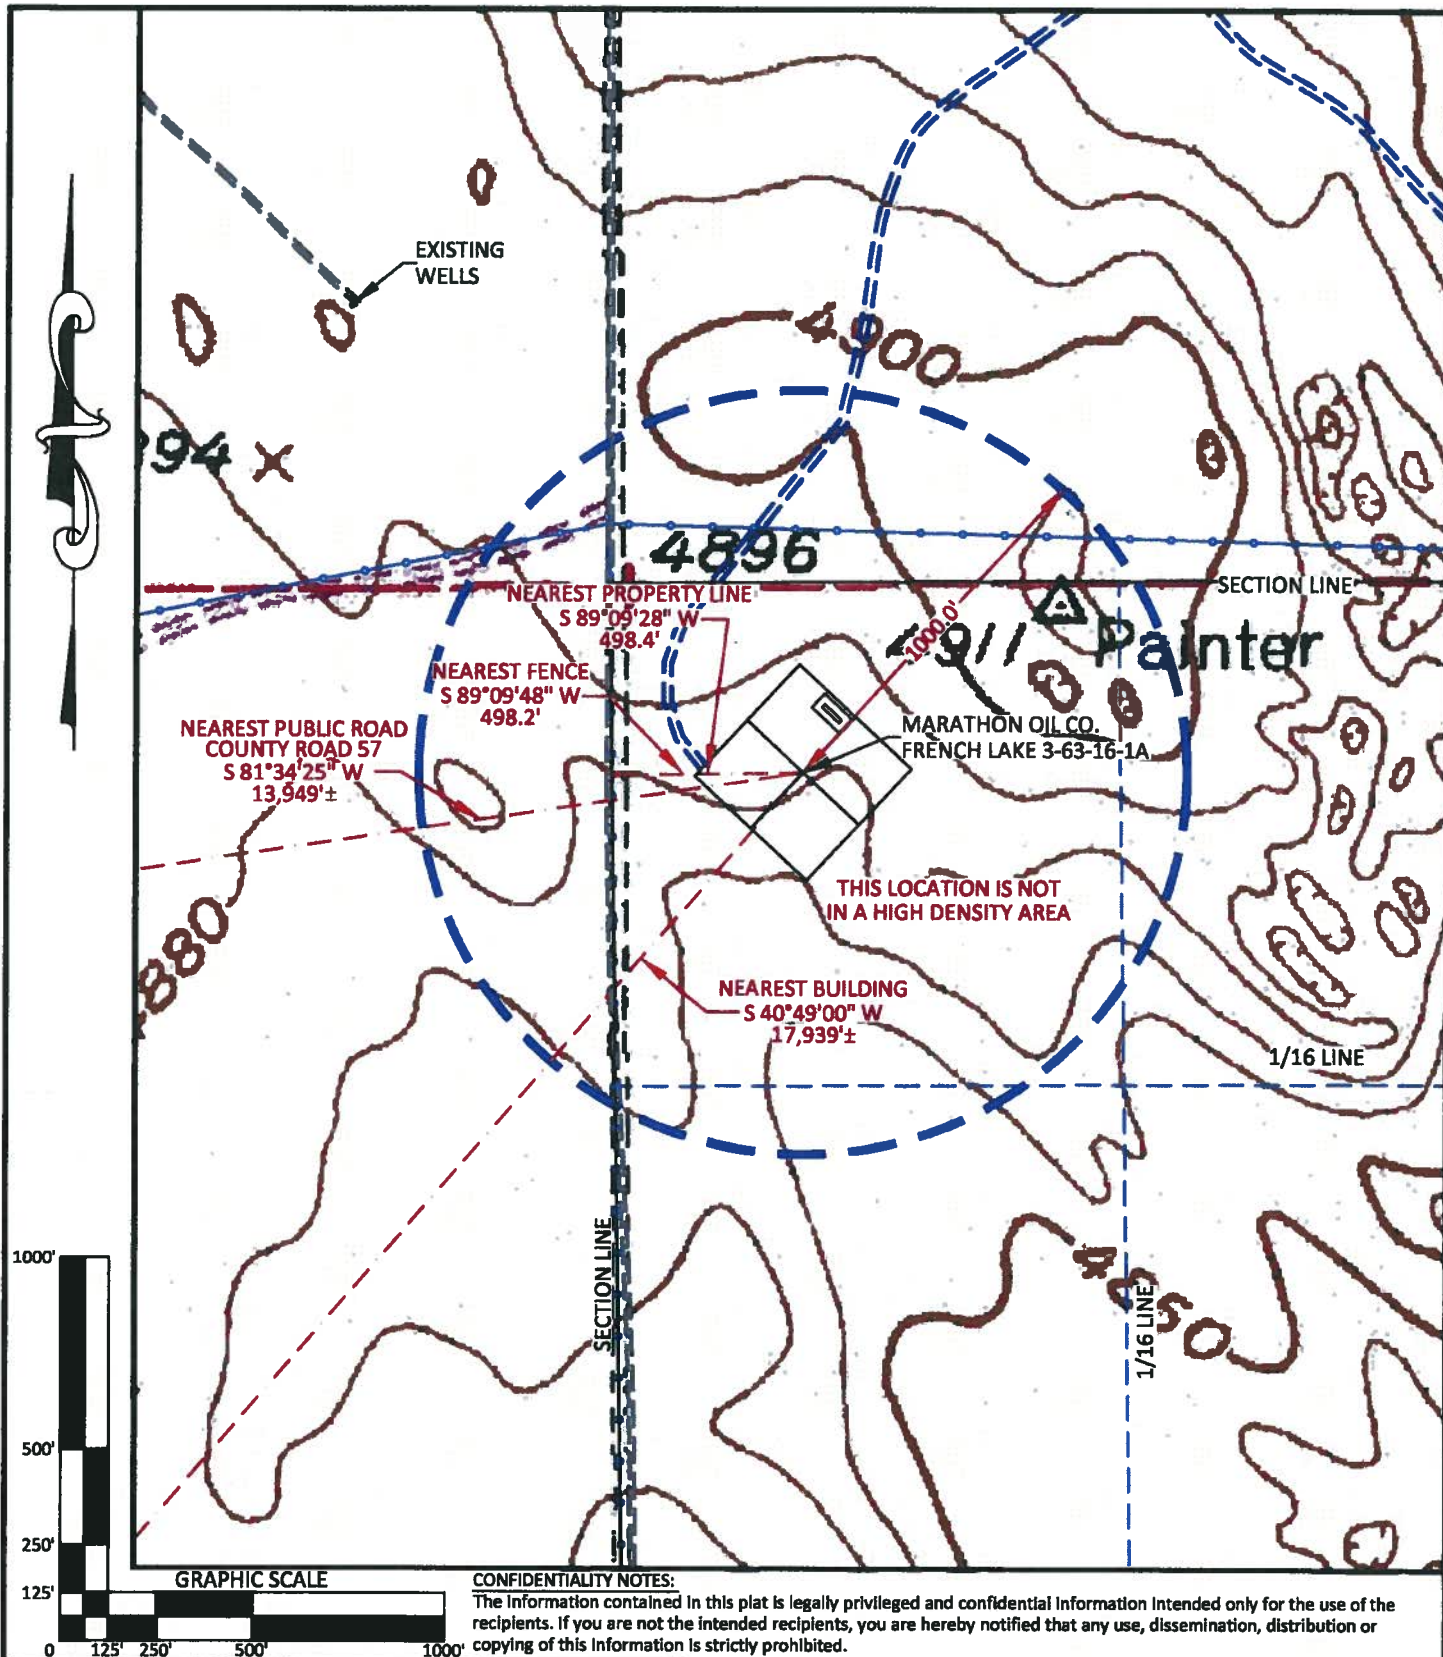 EXISTING
WELLS
4900
394
4896
SECTION LINE
NEAREST PROPERTY LINE
S 89°09'28" W
498.4'
1000.0'
4911
Painter
NEAREST FENCE
S 89°09'48" W
498.2'
NEAREST PUBLIC ROAD
COUNTY ROAD 57
S 81°34'25" W
13,949'±
MARATHON OIL CO.
FRENCH LAKE 3-63-16-1A
THIS LOCATION IS NOT
IN A HIGH DENSITY AREA
4880
NEAREST BUILDING
S 40°49'00" W
17,939'±
1/16 LINE
SECTION LINE
4860
1/16 LINE
1000'
500'
250'
125'
GRAPHIC SCALE
0 125' 250' 500' 1000'
CONFIDENTIALITY NOTES:
The information contained in this plat is legally privileged and confidential information intended only for the use of the
recipients. If you are not the intended recipients, you are hereby notified that any use, dissemination, distribution or
copying of this information is strictly prohibited.